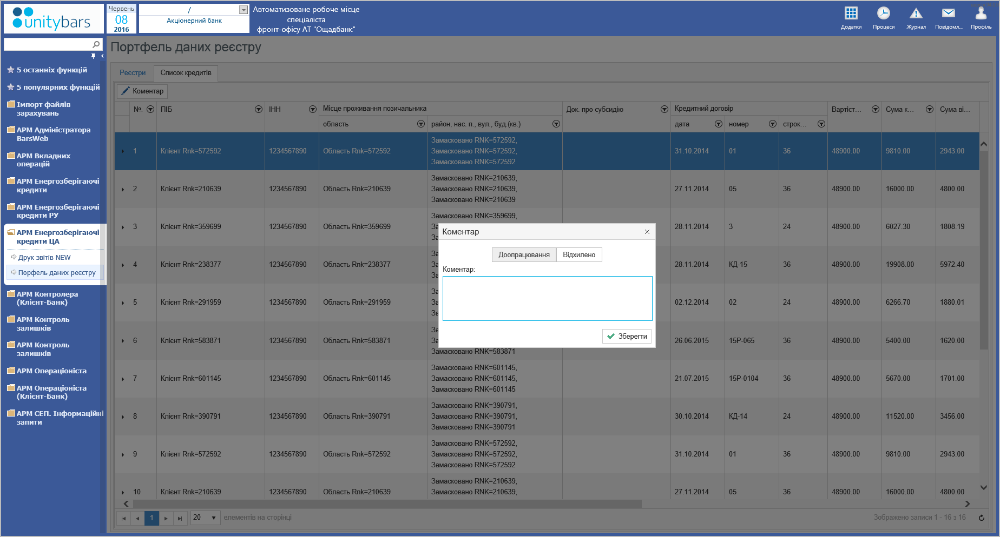 unitybars
Червень
08
2016
/
Акціонерний банк
Автоматизоване робоче місце
спеціаліста
фронт-офісу АТ "Ощадбанк"
Додатки
Процеси
Журнал
Повідомл...
Профіль
5 останніх функцій
5 популярних функцій
Імпорт файлів
зарахувань
АРМ Адміністратора
BarsWeb
АРМ Вкладних
операцій
АРМ Енергозберігаючі
кредити
АРМ Енергозберігаючі
кредити РУ
АРМ Енергозберігаючі
кредити ЦА
Друк звітів NEW
Порфель даних реєстру
АРМ Контролера
(Клієнт-Банк)
АРМ Контроль
залишків
АРМ Контроль
залишків
АРМ Операціоніста
АРМ Операціоніста
(Клієнт-Банк)
АРМ СЕП. Інформаційні
запити
Портфель даних реєстру
Реєстри Список кредитів
Коментар
№. ПІБ ІНН Місце проживання позичальника Док. про субсидію Кредитний договір Вартіст... Сума к... Сума ві...
область район, нас. п., вул., буд.(кв.) дата номер строк...
Замасковано RNK=572592,
1 Клієнт Rnk=572592 1234567890 Область Rnk=572592 Замасковано RNK=572592, 31.10.2014 01 36 48900.00 9810.00 2943.00
Замасковано RNK=572592
Замасковано RNK=210639,
2 Клієнт Rnk=210639 1234567890 Область Rnk=210639 Замасковано RNK=210639, 27.11.2014 05 36 48900.00 16000.00 4800.00
Замасковано RNK=210639
Замасковано RNK=359699,
3 Клієнт Rnk=359699 1234567890 Область Rnk=359699 За 28.11.2014 3 24 48900.00 6027.30 1808.19
За
За
4 Клієнт Rnk=238377 1234567890 Область Rnk=238377 За 28.11.2014 КД-15 36 48900.00 19908.00 5972.40
За
За
5 Клієнт Rnk=291959 1234567890 Область Rnk=291959 За 02.12.2014 02 24 48900.00 6266.70 1880.01
За
За
6 Клієнт Rnk=583871 1234567890 Область Rnk=583871 За 26.06.2015 15Р-065 36 48900.00 5400.00 1620.00
Замасковано RNK=583871
Замасковано RNK=601145,
7 Клієнт Rnk=601145 1234567890 Область Rnk=601145 Замасковано RNK=601145, 21.07.2015 15Р-0104 36 48900.00 5670.00 1701.00
Замасковано RNK=601145
Замасковано RNK=390791,
8 Клієнт Rnk=390791 1234567890 Область Rnk=390791 Замасковано RNK=390791, 30.10.2014 КД-14 24 48900.00 11520.00 3456.00
Замасковано RNK=390791
Замасковано RNK=572592,
9 Клієнт Rnk=572592 1234567890 Область Rnk=572592 Замасковано RNK=572592, 31.10.2014 01 36 48900.00 9810.00 2943.00
Замасковано RNK=572592
Замасковано RNK=210639,
10 Клієнт Rnk=210639 1234567890 Область Rnk=210639 Замасковано RNK=210639, 27.11.2014 05 36 48900.00 16000.00 4800.00
1 20 елементів на сторінці Зображено записи 1 - 16 з 16
Коментар
Доопрацювання Відхилено
Коментар:
Зберегти